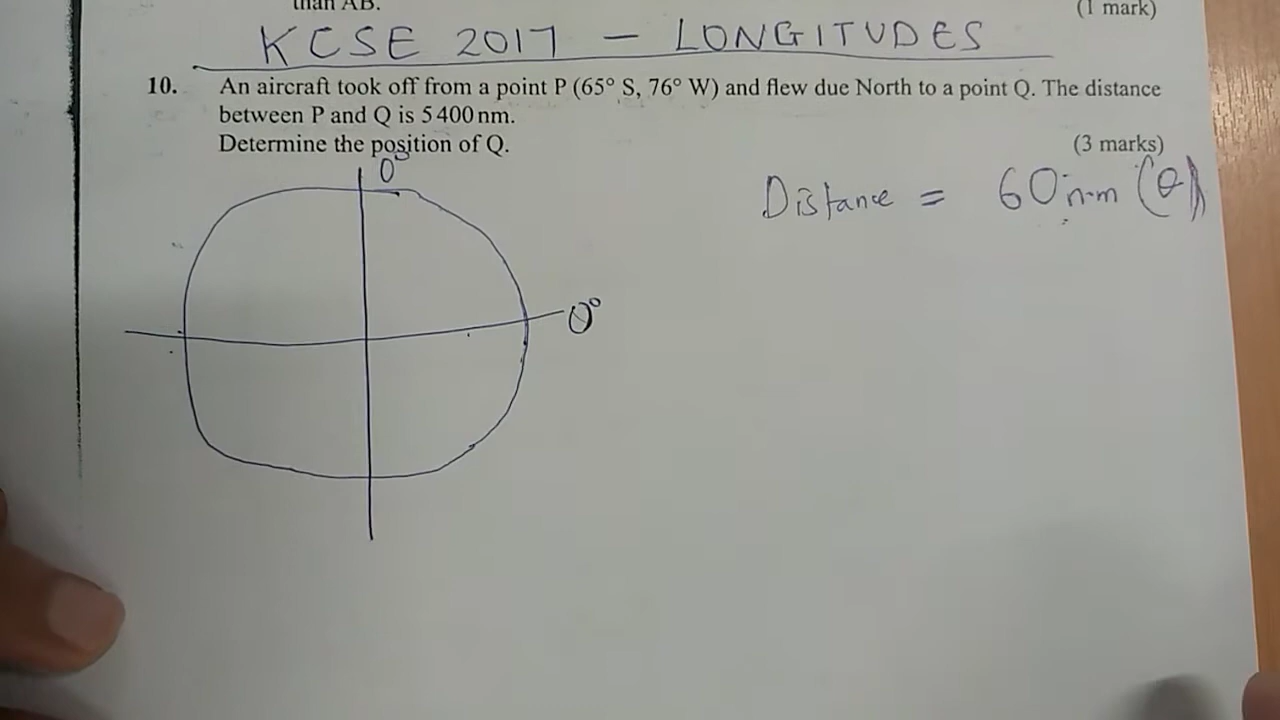 than AB.
(1 mark)
KCSE 2017 – LONGITUDES
10. An aircraft took off from a point P (65° S, 76° W) and flew due North to a point Q. The distance
between P and Q is 5 400 nm.
Determine the position of Q. (3 marks)
0°
Distance = 60 n.m (θ)
0°